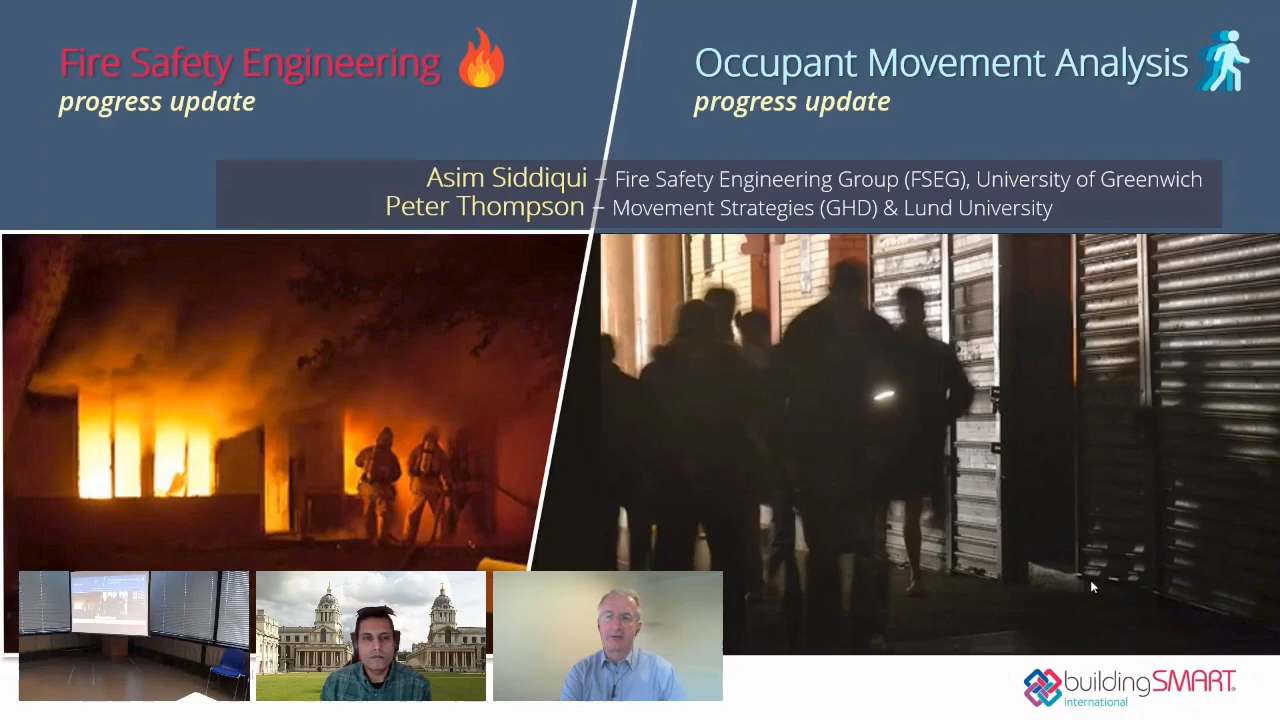 Fire Safety Engineering
progress update
Occupant Movement Analysis
progress update
Asim Siddiqui – Fire Safety Engineering Group (FSEG), University of Greenwich
Peter Thompson – Movement Strategies (GHD) & Lund University
buildingSMART®
International